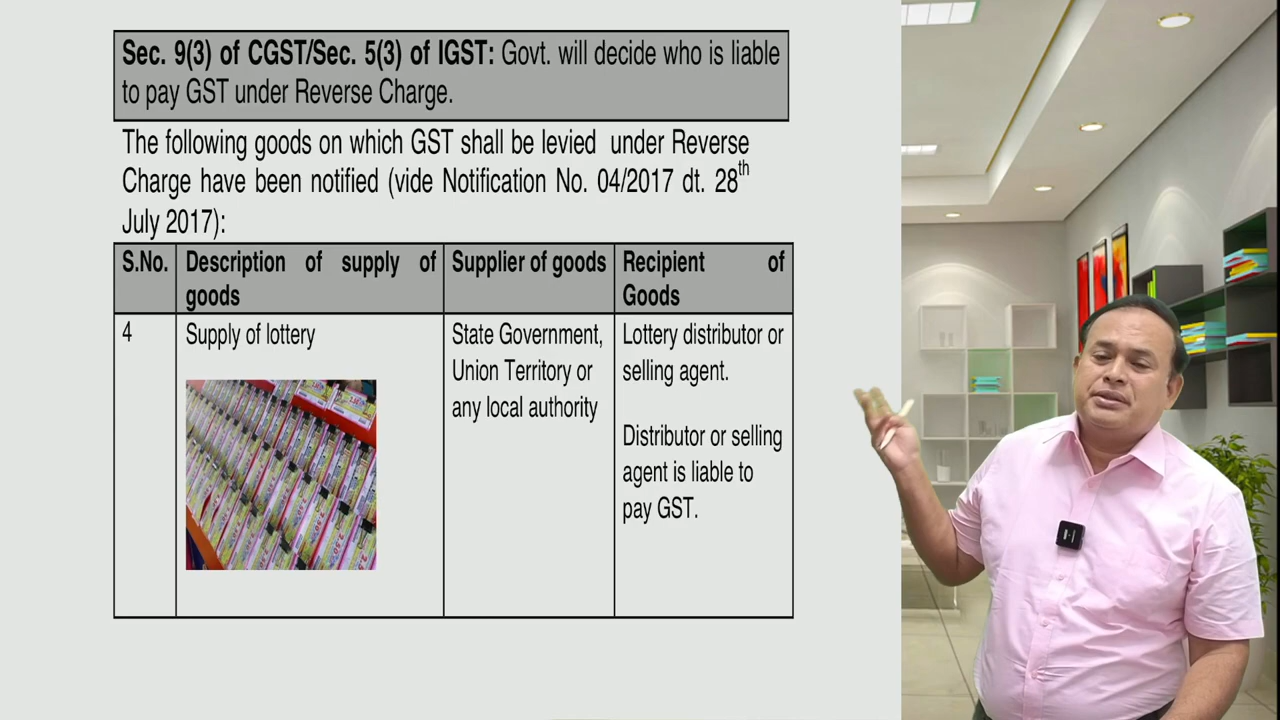 Sec. 9(3) of CGST/Sec. 5(3) of IGST: Govt. will decide who is liable
to pay GST under Reverse Charge.
The following goods on which GST shall be levied under Reverse
Charge have been notified (vide Notification No. 04/2017 dt. 28th
July 2017):
S.No.
Description of supply of
goods
Supplier of goods
Recipient of
Goods
4
Supply of lottery
State Government,
Union Territory or
any local authority
Lottery distributor or
selling agent.
Distributor or selling
agent is liable to
pay GST.